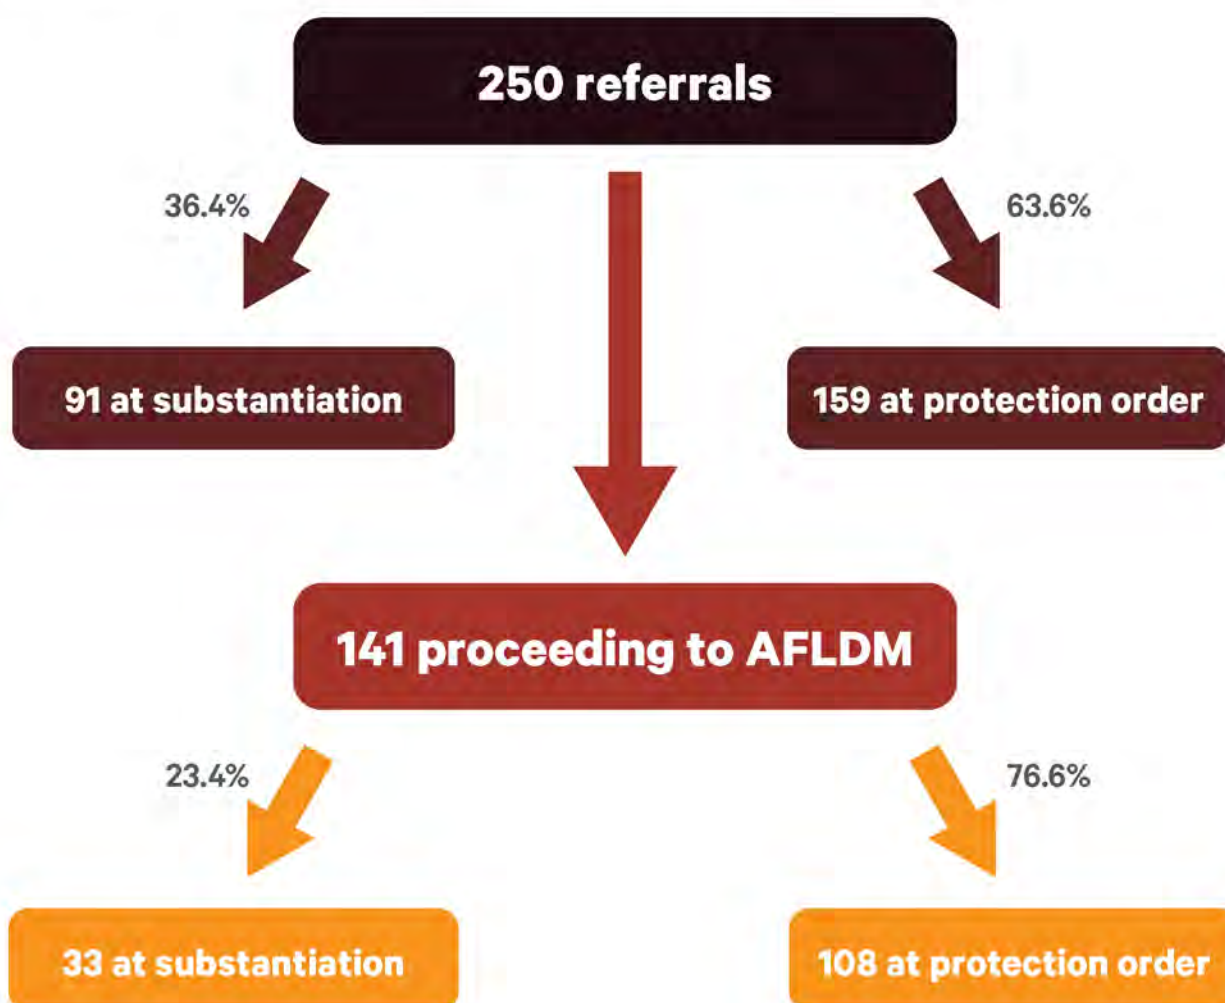 250 referrals
36.4%
63.6%
91 at substantiation
159 at protection order
141 proceeding to AFLDM
23.4%
76.6%
33 at substantiation
108 at protection order